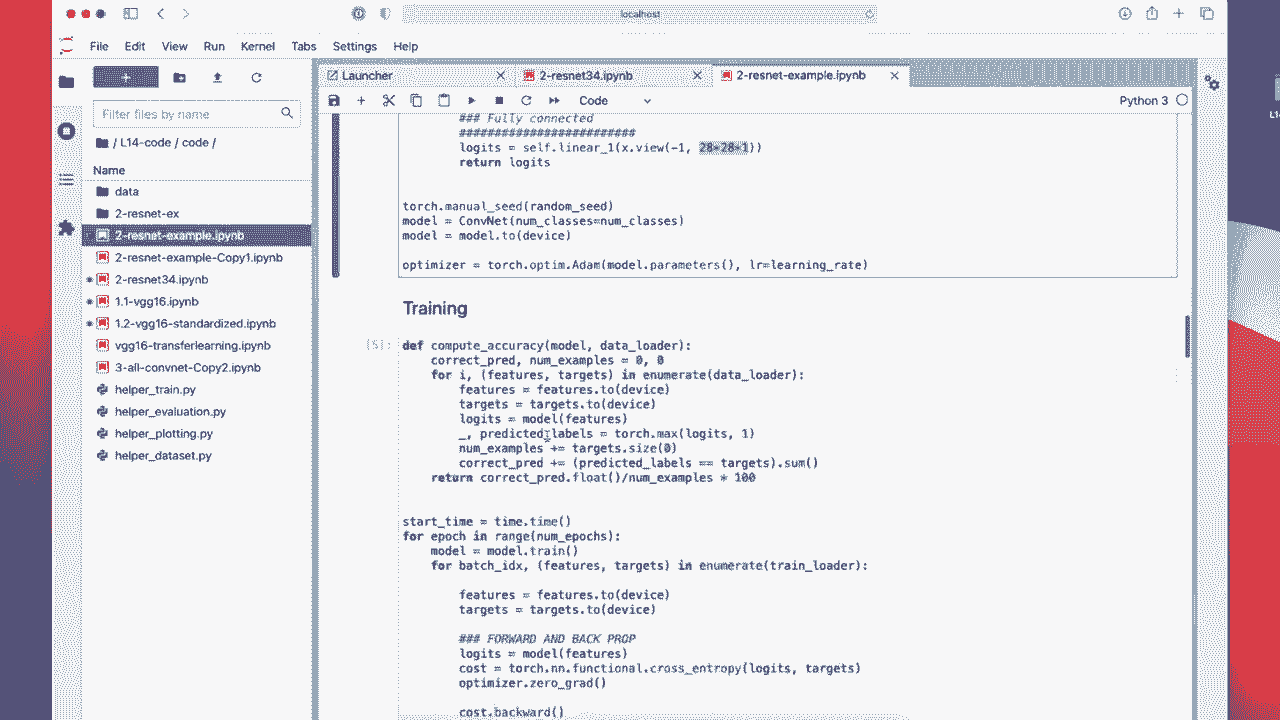 localhost
File Edit View Run Kernel Tabs Settings Help
Launcher
2-resnet34.ipynb
2-resnet-example.ipynb
Code
Python 3
Filter files by name
/ L14-code / code /
Name
data
2-resnet-ex
2-resnet-example.ipynb
2-resnet-example-Copy1.ipynb
2-resnet34.ipynb
1.1-vgg16.ipynb
1.2-vgg16-standardized.ipynb
vgg16-transferlearning.ipynb
3-all-convnet-Copy2.ipynb
helper_train.py
helper_evaluation.py
helper_plotting.py
helper_dataset.py
### Fully connected
#########################
logits = self.linear_1(x.view(-1, 28*28*1))
return logits
torch.manual_seed(random_seed)
model = ConvNet(num_classes=num_classes)
model = model.to(device)
optimizer = torch.optim.Adam(model.parameters(), lr=learning_rate)
Training
[5]:
def compute_accuracy(model, data_loader):
correct_pred, num_examples = 0, 0
for i, (features, targets) in enumerate(data_loader):
features = features.to(device)
targets = targets.to(device)
logits = model(features)
_, predicted_labels = torch.max(logits, 1)
num_examples += targets.size(0)
correct_pred += (predicted_labels == targets).sum()
return correct_pred.float()/num_examples * 100
start_time = time.time()
for epoch in range(num_epochs):
model = model.train()
for batch_idx, (features, targets) in enumerate(train_loader):
features = features.to(device)
targets = targets.to(device)
### FORWARD AND BACK PROP
logits = model(features)
cost = torch.nn.functional.cross_entropy(logits, targets)
optimizer.zero_grad()
cost.backward()